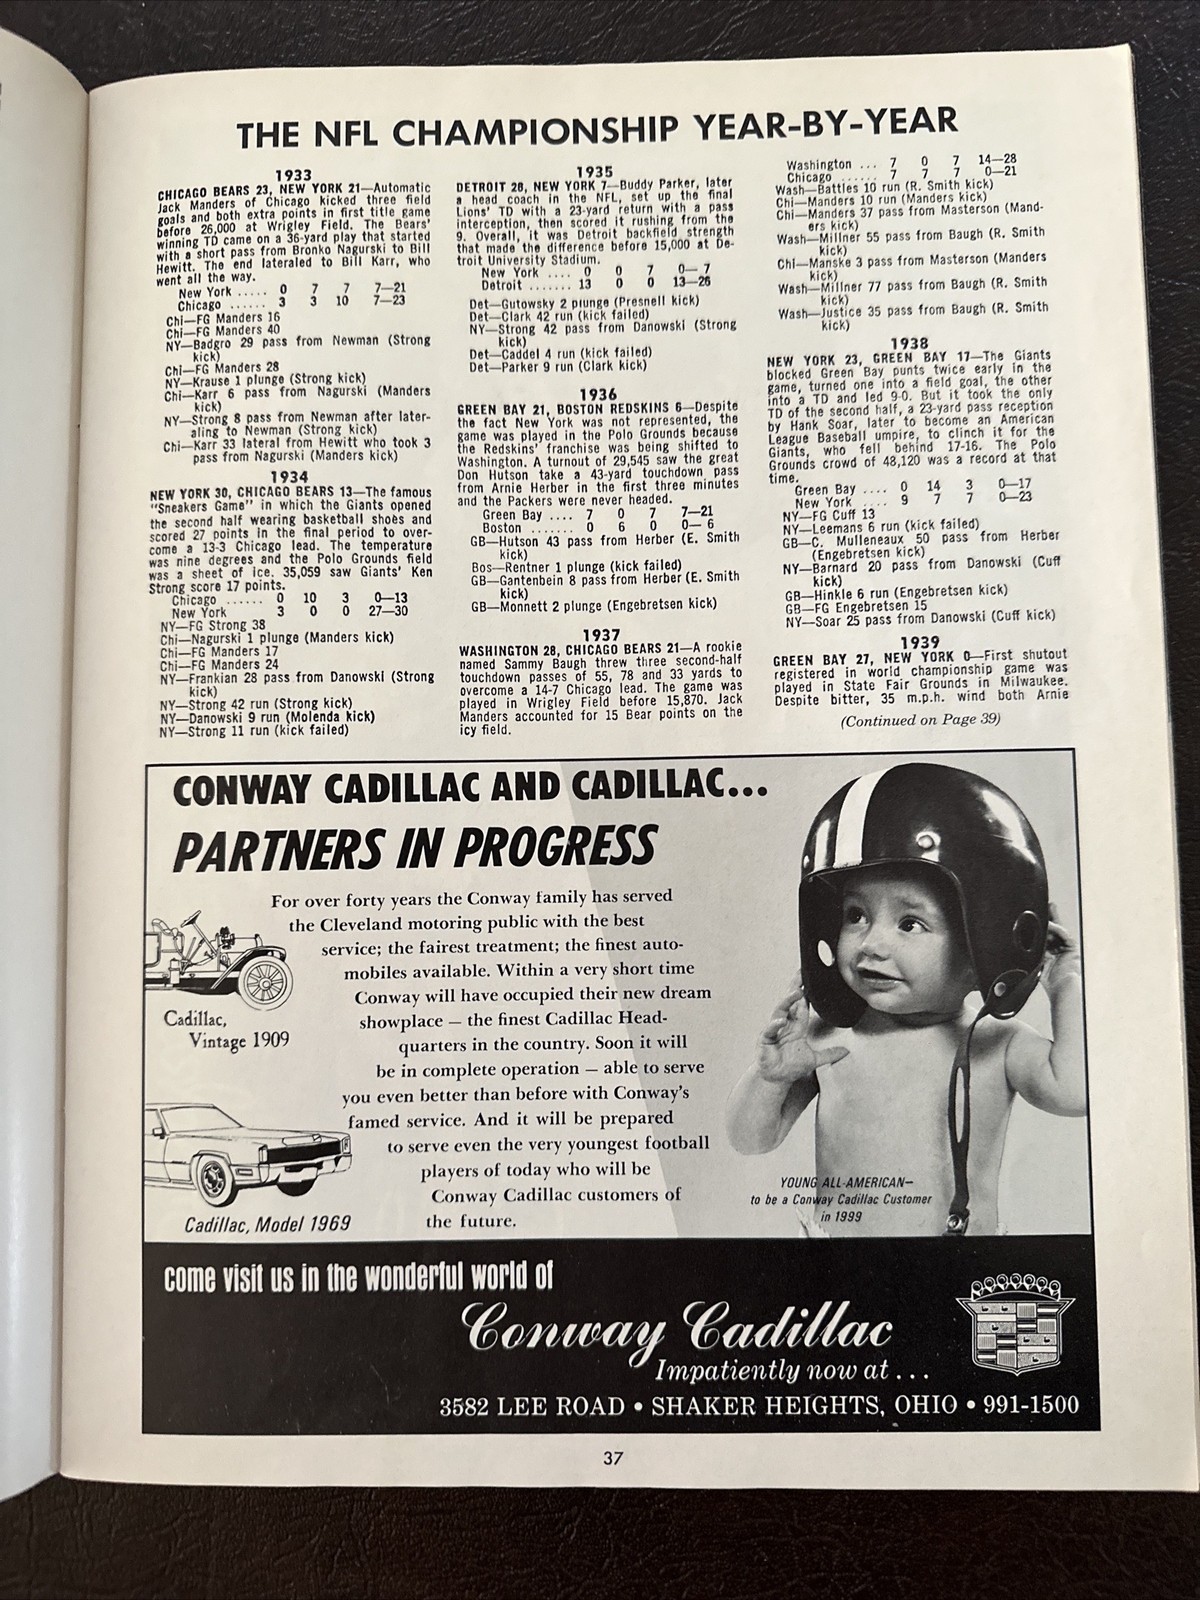 THE NFL CHAMPIONSHIP YEAR-BY-YEAR
1933
CHICAGO BEARS 23, NEW YORK 21—Automatic
Jack Manders of Chicago kicked three field
goals and both extra points in first title game
before 26,000 at Wrigley Field. The Bears'
winning TD came on a 36-yard play that started
with a short pass from Bronko Nagurski to Bill
Hewitt. The end lateraled to Bill Karr, who
went all the way.
New York ..... 0 7 7 7—21
Chicago ...... 3 3 10 7—23
Chi—FG Manders 16
Chi—FG Manders 40
NY—Badgro 29 pass from Newman (Strong
kick)
Chi—FG Manders 28
NY—Krause 1 plunge (Strong kick)
Chi—Karr 6 pass from Nagurski (Manders
kick)
NY—Strong 8 pass from Newman after later-
aling to Newman (Strong kick)
Chi—Karr 33 lateral from Hewitt who took 3
pass from Nagurski (Manders kick)
1934
NEW YORK 30, CHICAGO BEARS 13—The famous
"Sneakers Game" in which the Giants opened
the second half wearing basketball shoes and
scored 27 points in the final period to over-
come a 13-3 Chicago lead. The temperature
was nine degrees and the Polo Grounds field
was a sheet of ice. 35,059 saw Giants' Ken
Strong score 17 points.
Chicago ...... 0 10 3 0—13
New York 3 0 0 27—30
NY—FG Strong 38
Chi—Nagurski 1 plunge (Manders kick)
Chi—FG Manders 17
Chi—FG Manders 24
NY—Frankian 28 pass from Danowski (Strong
kick)
NY—Strong 42 run (Strong kick)
NY—Danowski 9 run (Molenda kick)
NY—Strong 11 run (kick failed)
1935
DETROIT 28, NEW YORK 7—Buddy Parker, later
a head coach in the NFL, set up the final
Lions' TD with a 23-yard return with a pass
interception, then scored it rushing from the
9. Overall, it was Detroit backfield strength
that made the difference before 15,000 at De-
troit University Stadium.
New York .... 0 0 7 0— 7
Detroit ....... 13 0 0 13—26
Det—Gutowsky 2 plunge (Presnell kick)
Det—Clark 42 run (kick failed)
NY—Strong 42 pass from Danowski (Strong
kick)
Det—Caddel 4 run (kick failed)
Det—Parker 9 run (Clark kick)
1936
GREEN BAY 21, BOSTON REDSKINS 6—Despite
the fact New York was not represented, the
game was played in the Polo Grounds because
the Redskins' franchise was being shifted to
Washington. A turnout of 29,545 saw the great
Don Hutson take a 43-yard touchdown pass
from Arnie Herber in the first three minutes
and the Packers were never headed.
Green Bay .... 7 0 7 7—21
Boston ....... 0 6 0 0— 6
GB—Hutson 43 pass from Herber (E. Smith
kick)
Bos—Rentner 1 plunge (kick failed)
GB—Gantenbein 8 pass from Herber (E. Smith
kick)
GB—Monnett 2 plunge (Engebretsen kick)
1937
WASHINGTON 28, CHICAGO BEARS 21—A rookie
named Sammy Baugh threw three second-half
touchdown passes of 55, 78 and 33 yards to
overcome a 14-7 Chicago lead. The game was
played in Wrigley Field before 15,870. Jack
Manders accounted for 15 Bear points on the
icy field.
Washington ... 7 0 7 14—28
Chicago ...... 7 7 7 0—21
Wash—Battles 10 run (R. Smith kick)
Chi—Manders 10 run (Manders kick)
Chi—Manders 37 pass from Masterson (Mand-
ers kick)
Wash—Millner 55 pass from Baugh (R. Smith
kick)
Chi—Manske 3 pass from Masterson (Manders
kick)
Wash—Millner 77 pass from Baugh (R. Smith
kick)
Wash—Justice 35 pass from Baugh (R. Smith
kick)
1938
NEW YORK 23, GREEN BAY 17—The Giants
blocked Green Bay punts twice early in the
game, turned one into a field goal, the other
into a TD and led 9-0. But it took the only
TD of the second half, a 23-yard pass reception
by Hank Soar, later to become an American
League Baseball umpire, to clinch it for the
Giants, who fell behind 17-16. The Polo
Grounds crowd of 48,120 was a record at that
time.
Green Bay .... 0 14 3 0—17
New York ..... 9 7 7 0—23
NY—FG Cuff 13
NY—Leemans 6 run (kick failed)
GB—C. Mulleneaux 50 pass from Herber
(Engebretsen kick)
NY—Barnard 20 pass from Danowski (Cuff
kick)
GB—Hinkle 6 run (Engebretsen kick)
GB—FG Engebretsen 15
NY—Soar 25 pass from Danowski (Cuff kick)
1939
GREEN BAY 27, NEW YORK 0—First shutout
registered in world championship game was
played in State Fair Grounds in Milwaukee.
Despite bitter, 35 m.p.h. wind both Arnie
(Continued on Page 39)
CONWAY CADILLAC AND CADILLAC...
PARTNERS IN PROGRESS
For over forty years the Conway family has served
the Cleveland motoring public with the best
service; the fairest treatment; the finest auto-
mobiles available. Within a very short time
Conway will have occupied their new dream
showplace — the finest Cadillac Head-
quarters in the country. Soon it will
be in complete operation — able to serve
you even better than before with Conway's
famed service. And it will be prepared
to serve even the very youngest football
players of today who will be
Conway Cadillac customers of
the future.
Cadillac,
Vintage 1909
Cadillac, Model 1969
YOUNG ALL-AMERICAN—
to be a Conway Cadillac Customer
in 1999
come visit us in the wonderful world of
Conway Cadillac
Impatiently now at . . .
3582 LEE ROAD • SHAKER HEIGHTS, OHIO • 991-1500
37